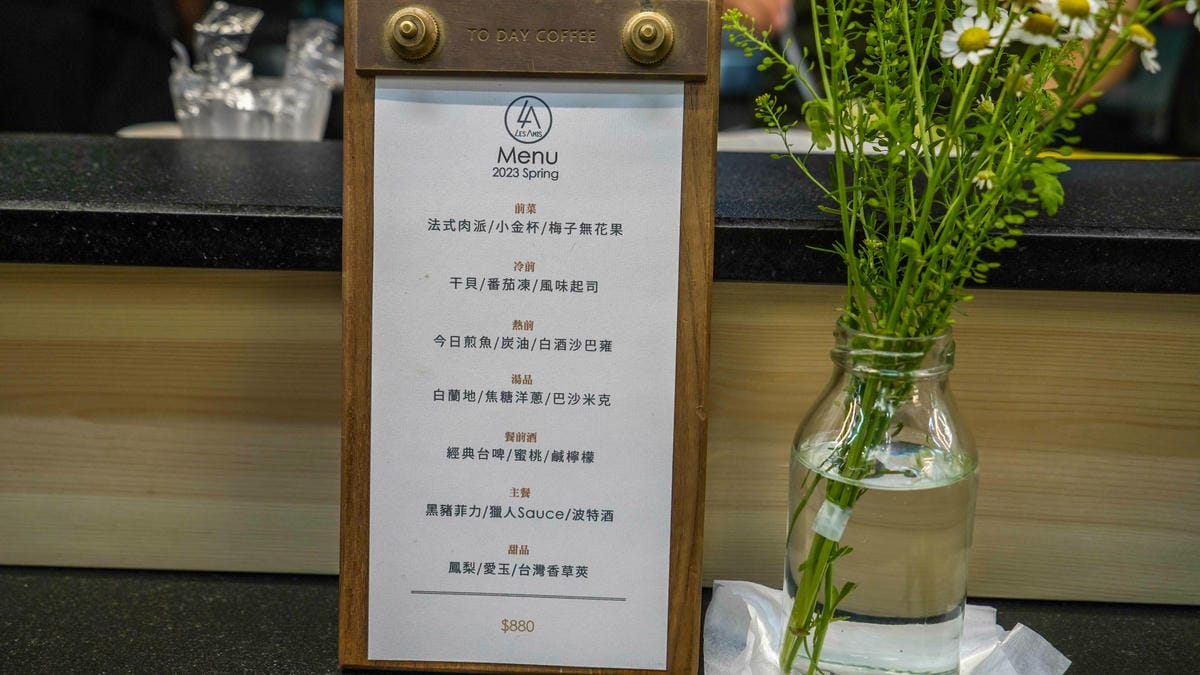 TO DAY COFFEE
LA
LES AMIS
Menu
2023 Spring
前菜
法式肉派/小金杯/梅子無花果
冷前
干貝/番茄凍/風味起司
熱前
今日煎魚/炭油/白酒沙巴雍
湯品
白蘭地/焦糖洋蔥/巴沙米克
餐前酒
經典台啤/蜜桃/鹹檸檬
主餐
黑豬菲力/獵人Sauce/波特酒
甜品
鳳梨/愛玉/台灣香草莢
$880